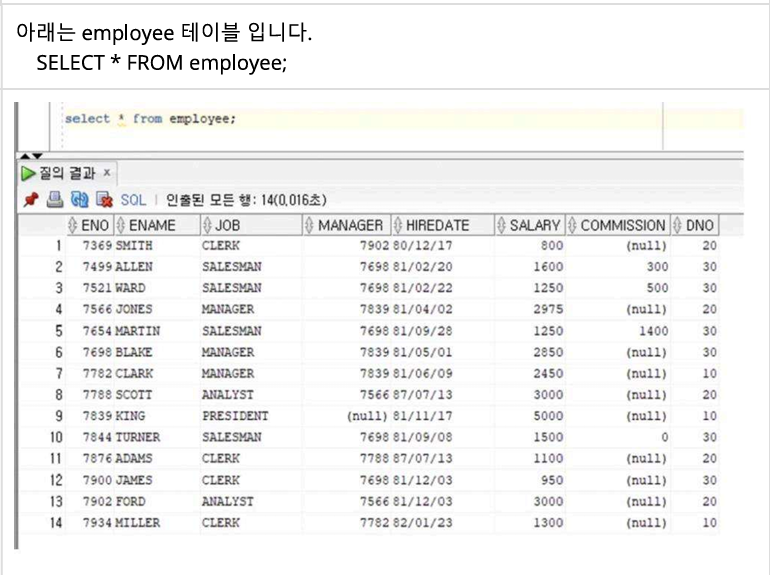 아래는 employee 테이블 입니다.
SELECT * FROM employee;
select * from employee;
질의 결과 x
SQL | 인출된 모든 행: 14(0,016초)
ENO ENAME JOB MANAGER HIREDATE SALARY COMMISSION DNO
1 7369 SMITH CLERK 7902 80/12/17 800 (null) 20
2 7499 ALLEN SALESMAN 7698 81/02/20 1600 300 30
3 7521 WARD SALESMAN 7698 81/02/22 1250 500 30
4 7566 JONES MANAGER 7839 81/04/02 2975 (null) 20
5 7654 MARTIN SALESMAN 7698 81/09/28 1250 1400 30
6 7698 BLAKE MANAGER 7839 81/05/01 2850 (null) 30
7 7782 CLARK MANAGER 7839 81/06/09 2450 (null) 10
8 7788 SCOTT ANALYST 7566 87/07/13 3000 (null) 20
9 7839 KING PRESIDENT (null) 81/11/17 5000 (null) 10
10 7844 TURNER SALESMAN 7698 81/09/08 1500 0 30
11 7876 ADAMS CLERK 7788 87/07/13 1100 (null) 20
12 7900 JAMES CLERK 7698 81/12/03 950 (null) 30
13 7902 FORD ANALYST 7566 81/12/03 3000 (null) 20
14 7934 MILLER CLERK 7782 82/01/23 1300 (null) 10